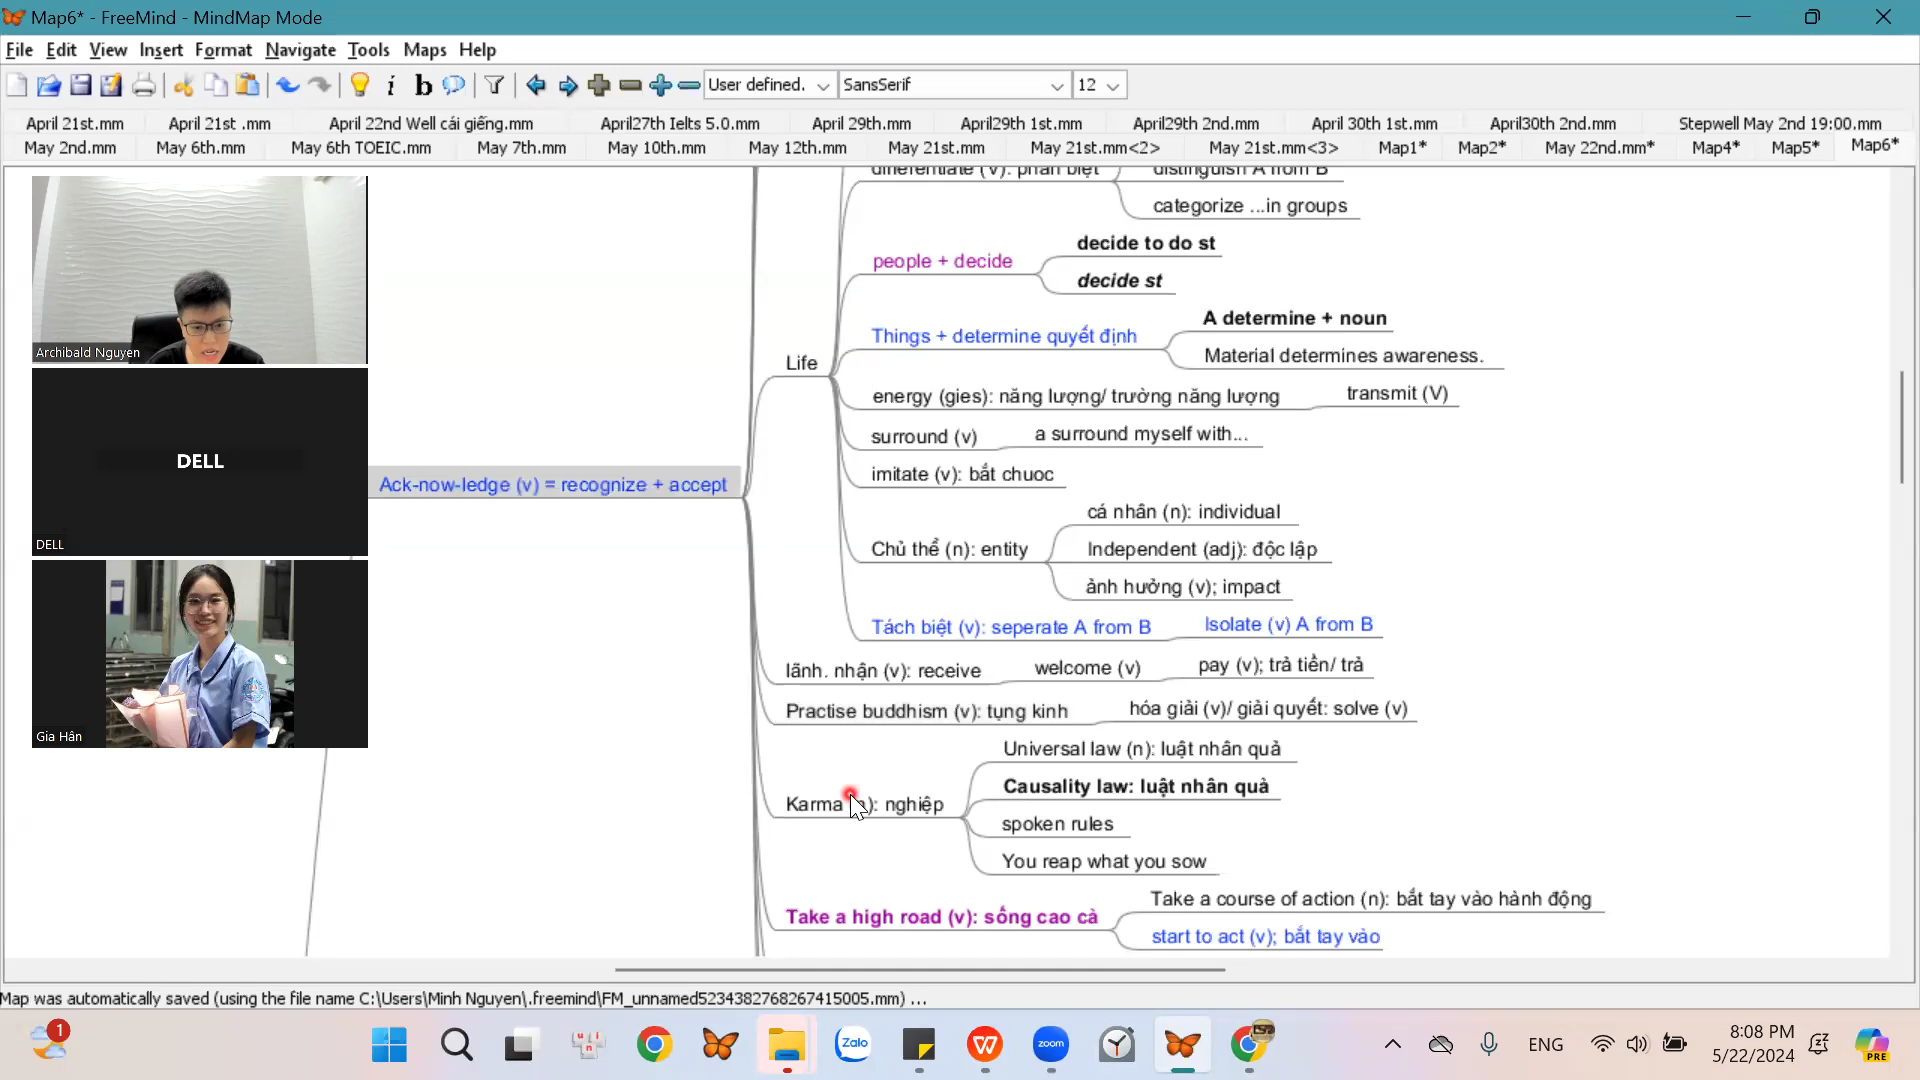 Map6* - FreeMind - MindMap Mode
File Edit View Insert Format Navigate Tools Maps Help
User defined. SansSerif 12
April 21st.mm April 21st .mm April 22nd Well cái giếng.mm April27th Ielts 5.0.mm April 29th.mm April29th 1st.mm April29th 2nd.mm April 30th 1st.mm April30th 2nd.mm Stepwell May 2nd 19:00.mm
May 2nd.mm May 6th.mm May 6th TOEIC.mm May 7th.mm May 10th.mm May 12th.mm May 21st.mm May 21st.mm<2> May 21st.mm<3> Map1* Map2* May 22nd.mm* Map4* Map5* Map6*
differentiate (v): phân biệt
distinguish A from B
categorize ...in groups
people + decide
decide to do st
decide st
Things + determine quyết định
A determine + noun
Material determines awareness.
Life
energy (gies): năng lượng/ trường năng lượng
transmit (V)
surround (v)
a surround myself with...
imitate (v): bắt chuoc
Ack-now-ledge (v) = recognize + accept
Chủ thể (n): entity
cá nhân (n): individual
Independent (adj): độc lập
ảnh hưởng (v); impact
Tách biệt (v): seperate A from B
Isolate (v) A from B
lãnh. nhận (v): receive
welcome (v)
pay (v); trả tiền/ trả
Practise buddhism (v): tụng kinh
hóa giải (v)/ giải quyết: solve (v)
Karma (n): nghiệp
Universal law (n): luật nhân quả
Causality law: luật nhân quả
spoken rules
You reap what you sow
Take a high road (v): sống cao cả
Take a course of action (n): bắt tay vào hành động
start to act (v); bắt tay vào
Archibald Nguyen
DELL
DELL
Gia Hân
Map was automatically saved (using the file name C:\Users\Minh Nguyen\.freemind\FM_unnamed5234382768267415005.mm) ...
1
Zalo
zoom
ENG
8:08 PM
5/22/2024
PRE